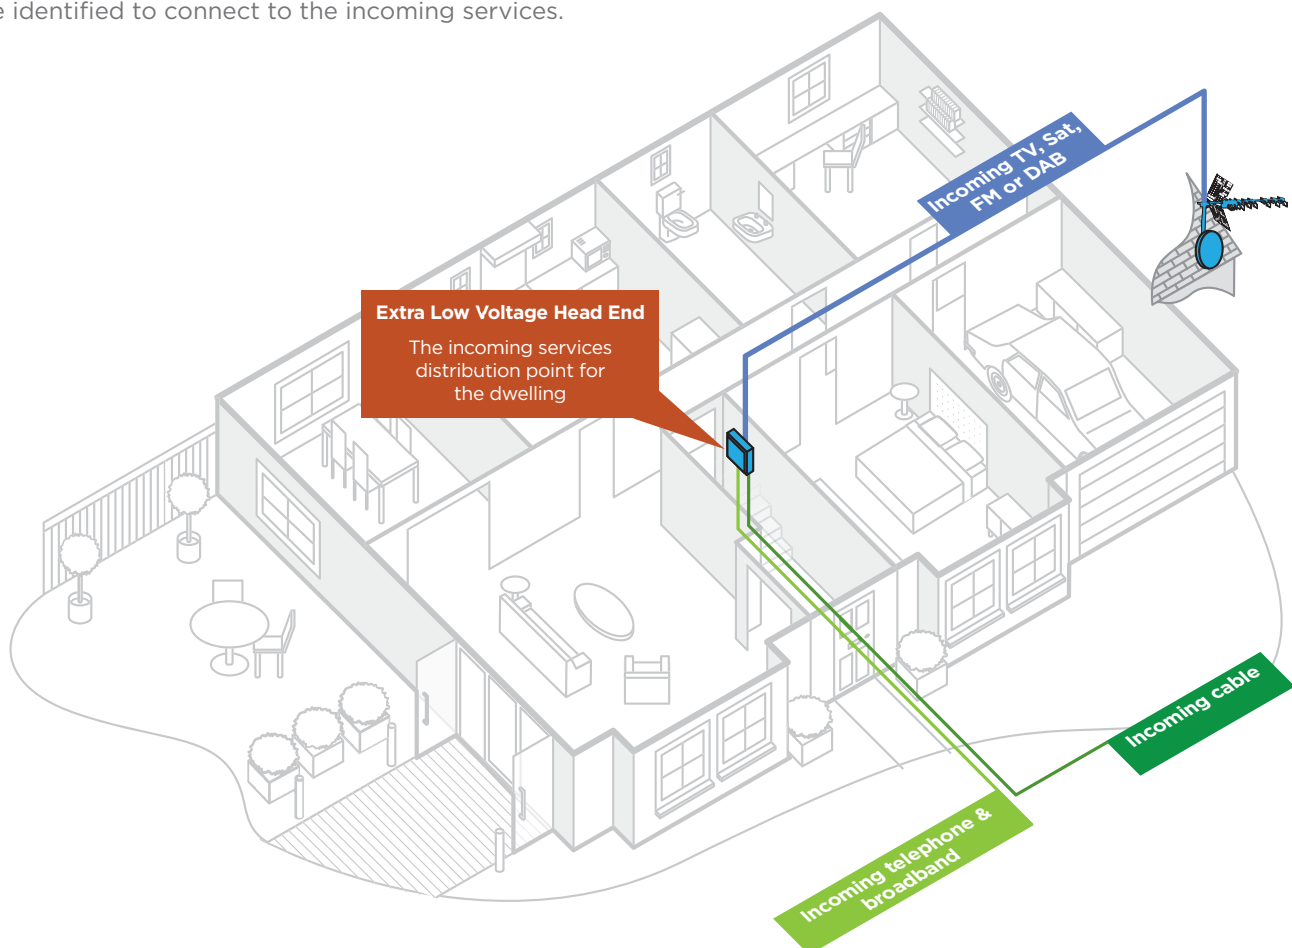 identified to connect to the incoming services.
Incoming TV, Sat,
FM or DAB
Extra Low Voltage Head End
The incoming services
distribution point for
the dwelling
Incoming cable
Incoming telephone &
broadband